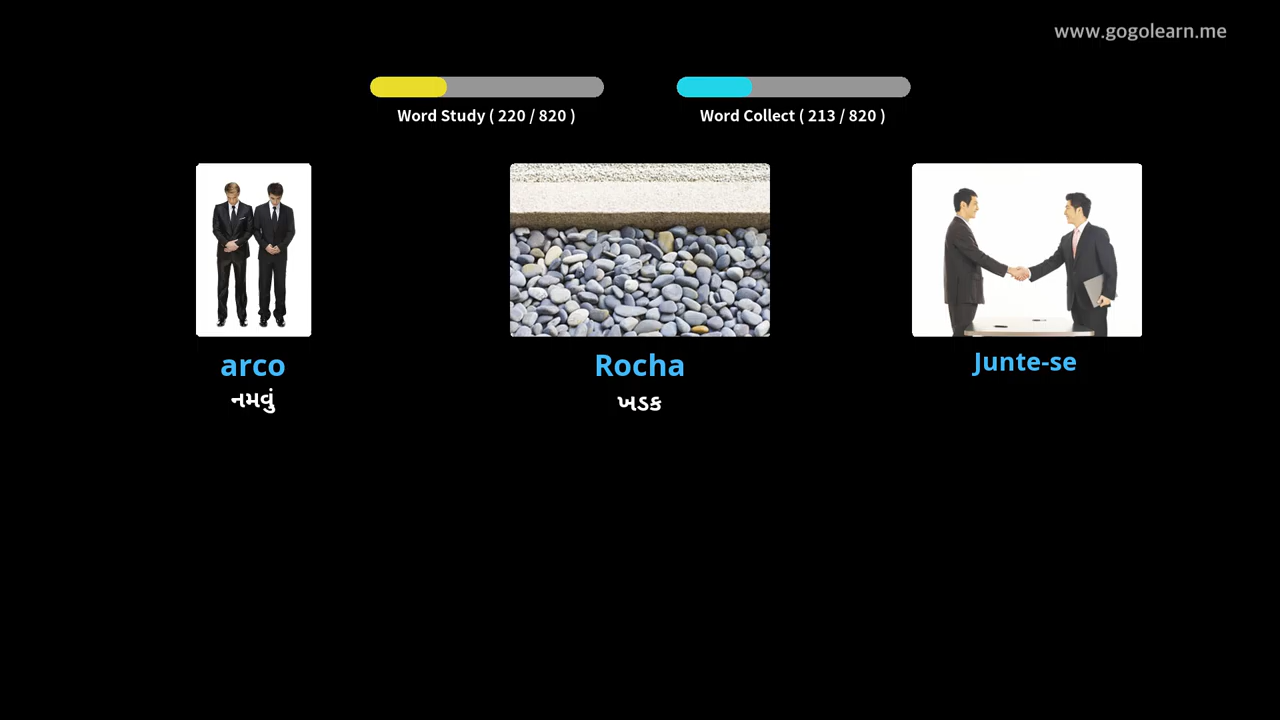 www.gogolearn.me
Word Study ( 220 / 820 )
Word Collect ( 213 / 820 )
arco
Rocha
Junte-se
નમવું
ખડક